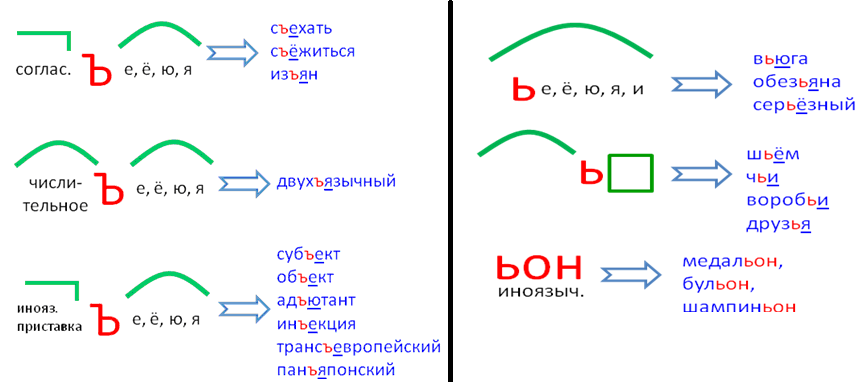 соглас. Ъ е, ё, ю, я
съехать
съёжиться
изъян
числи-
тельное Ъ е, ё, ю, я
двухъязычный
инояз.
приставка Ъ е, ё, ю, я
субъект
объект
адъютант
инъекция
трансъевропейский
панъяпонский
ь е, ё, ю, я, и
вьюга
обезьяна
серьёзный
ь
шьём
чьи
воробьи
друзья
ьон
иноязыч.
медальон,
бульон,
шампиньон